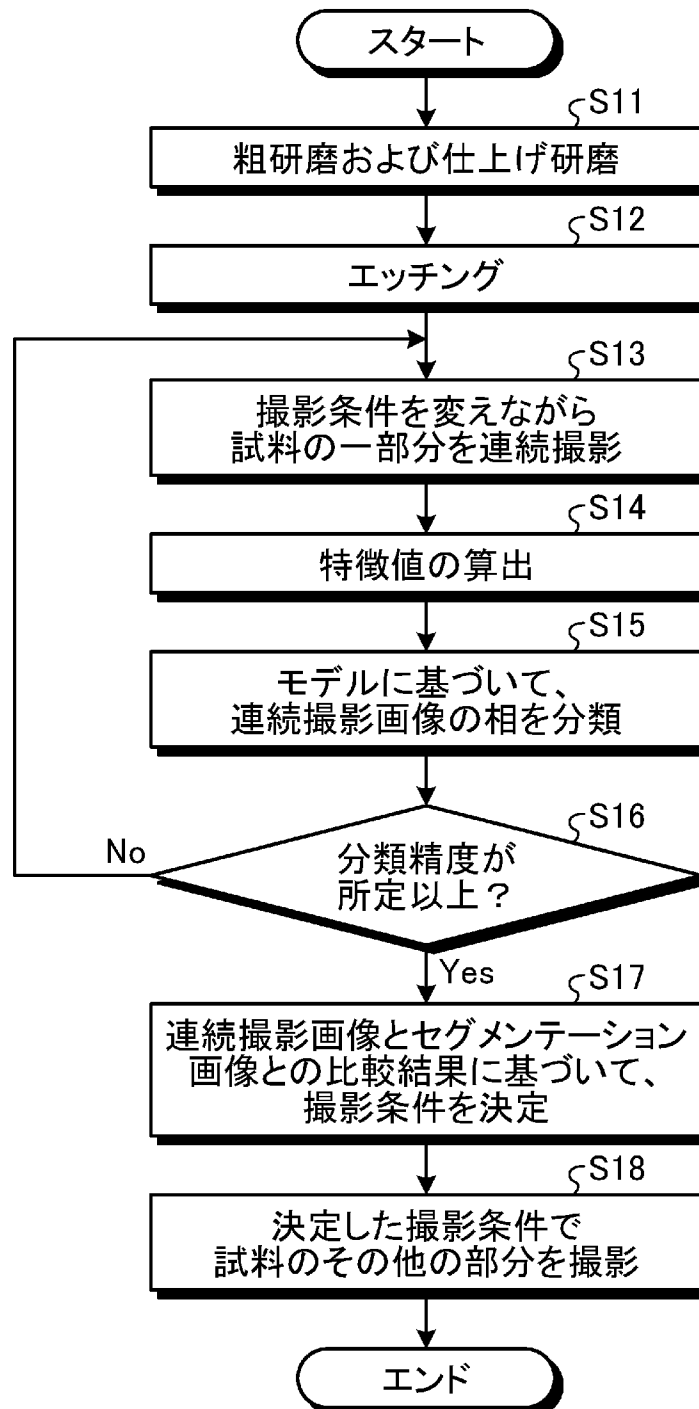 スタート
S11
粗研磨および仕上げ研磨
S12
エッチング
S13
撮影条件を変えながら
試料の一部分を連続撮影
S14
特徴値の算出
S15
モデルに基づいて、
連続撮影画像の相を分類
S16
分類精度が
所定以上？
No
Yes
S17
連続撮影画像とセグメンテーション
画像との比較結果に基づいて、
撮影条件を決定
S18
決定した撮影条件で
試料のその他の部分を撮影
エンド